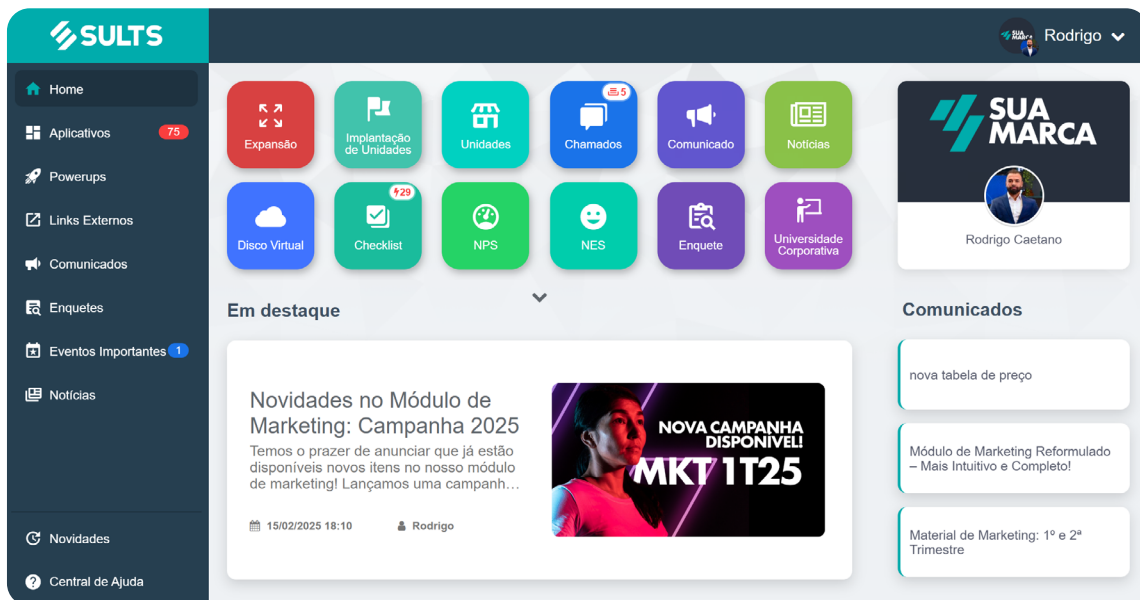 SULTS
Rodrigo
Home
Aplicativos
75
Powerups
Links Externos
Comunicados
Enquetes
Eventos Importantes
1
Notícias
Novidades
Central de Ajuda
Expansão
Implantação
de Unidades
Unidades
5
Chamados
Comunicado
Notícias
Disco Virtual
29
Checklist
NPS
NES
Enquete
Universidade
Corporativa
SUA
MARCA
Rodrigo Caetano
Em destaque
Novidades no Módulo de
Marketing: Campanha 2025
Temos o prazer de anunciar que já estão
disponíveis novos itens no nosso módulo
de marketing! Lançamos uma campanh...
15/02/2025 18:10
Rodrigo
NOVA CAMPANHA
DISPONÍVEL!
MKT 1T25
Comunicados
nova tabela de preço
Módulo de Marketing Reformulado
– Mais Intuitivo e Completo!
Material de Marketing: 1º e 2ª
Trimestre